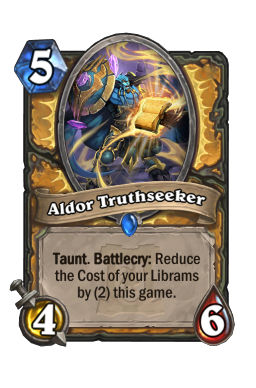 5
Aldor Truthseeker
Taunt. Battlecry: Reduce
the Cost of your Librams
by (2) this game.
4
6